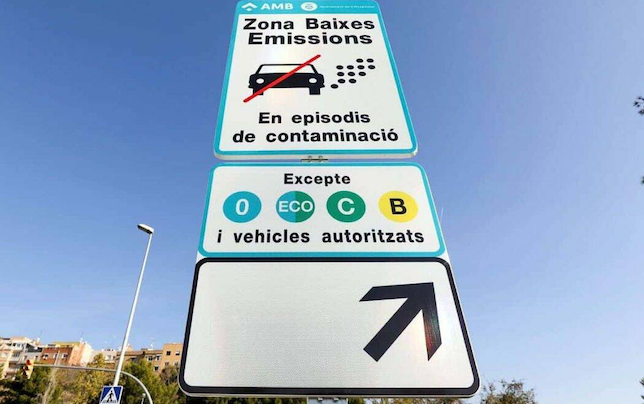 AMB
Zona Baixes
Emissions
En episodis
de contaminació
Excepte
0 ECO C B
i vehicles autoritzats